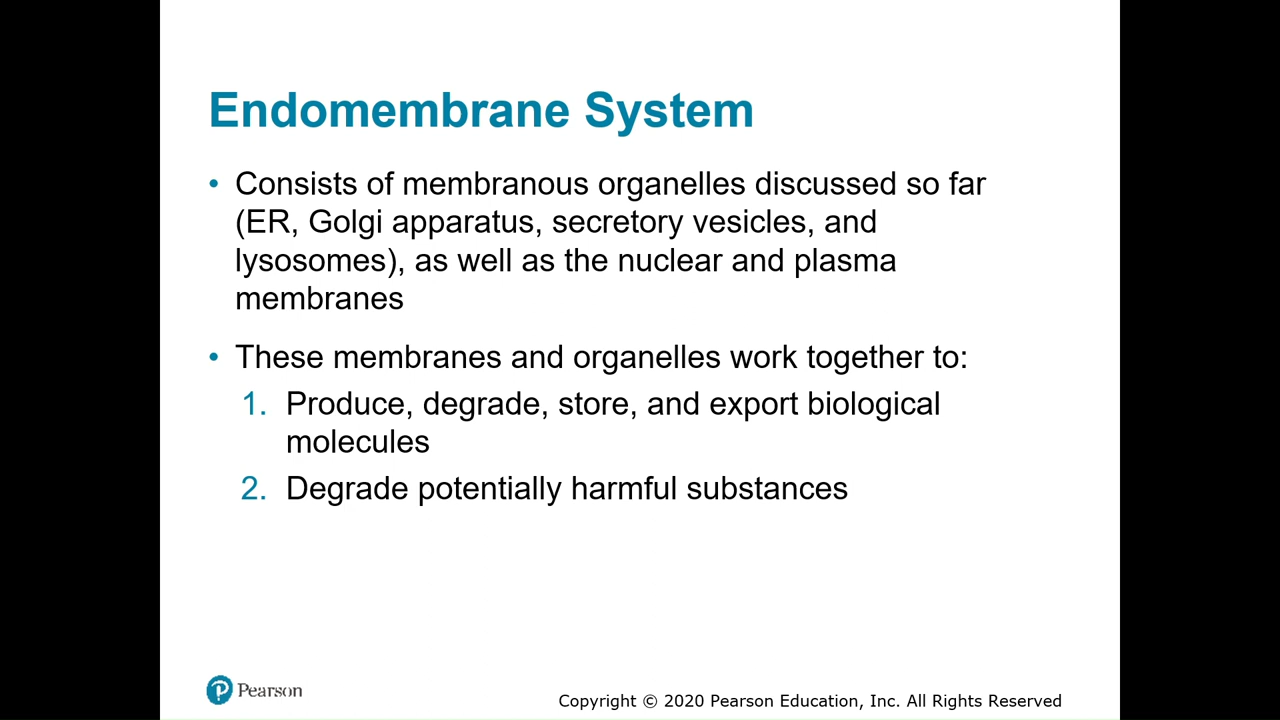 Endomembrane System
• Consists of membranous organelles discussed so far
(ER, Golgi apparatus, secretory vesicles, and
lysosomes), as well as the nuclear and plasma
membranes
• These membranes and organelles work together to:
1. Produce, degrade, store, and export biological
molecules
2. Degrade potentially harmful substances
P Pearson
Copyright © 2020 Pearson Education, Inc. All Rights Reserved